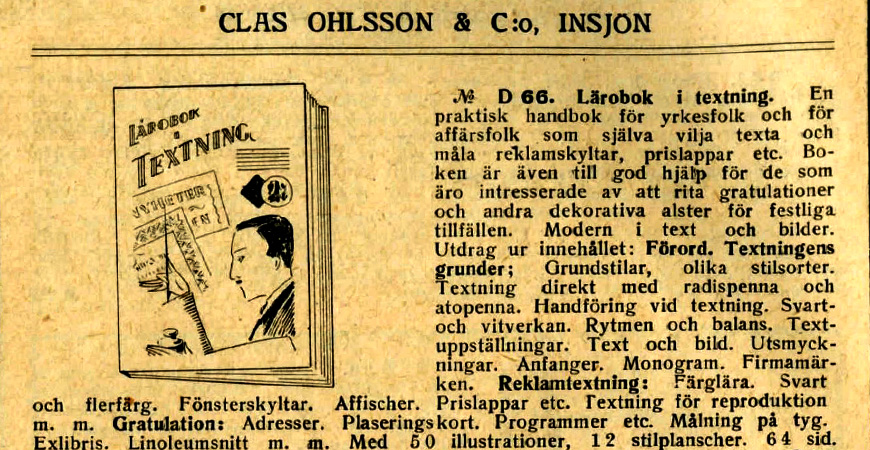 CLAS OHLSSON & C:o, INSJÖN
LÄROBOK
i
TEXTNING
NYHETER
EN
25
№ D 66. Lärobok i textning. En
praktisk handbok för yrkesfolk och för
affärsfolk som själva vilja texta och
måla reklamskyltar, prislappar etc. Bo-
ken är även till god hjälp för de som
äro intresserade av att rita gratulationer
och andra dekorativa alster för festliga
tillfällen. Modern i text och bilder.
Utdrag ur innehållet: Förord. Textningens
grunder; Grundstilar, olika stilsorter.
Textning direkt med radispenna och
atopenna. Handföring vid textning. Svart-
och vitverkan. Rytmen och balans. Text-
uppställningar. Text och bild. Utsmyck-
ningar. Anfanger. Monogram. Firmamär-
ken. Reklamtextning: Färglära. Svart
och flerfärg. Fönsterskyltar. Affischer. Prislappar etc. Textning för reproduktion
m. m. Gratulation: Adresser. Plaseringskort. Programmer etc. Målning på tyg.
Exlibris. Linoleumsnitt m. m. Med 50 illustrationer, 12 stilplanscher. 64 sid.